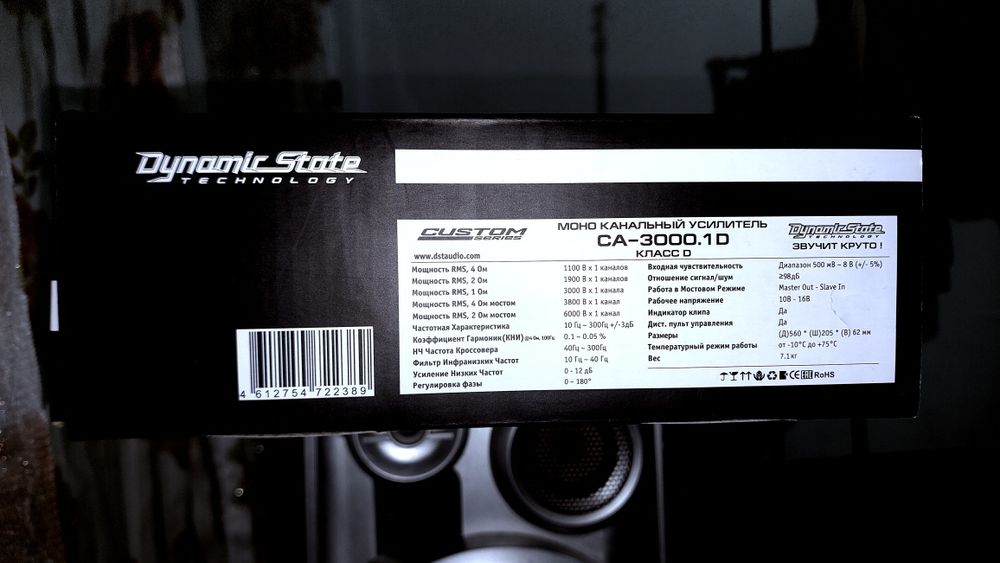 Dynamic State
TECHNOLOGY
CUSTOM
SERIES
www.dstaudio.com
МОНО КАНАЛЬНЫЙ УСИЛИТЕЛЬ
CA-3000.1D
КЛАСС D
Dynamic State
TECHNOLOGY
ЗВУЧИТ КРУТО !
Мощность RMS, 4 Ом 1100 В x 1 каналов
Мощность RMS, 2 Ом 1900 В x 1 каналов
Мощность RMS, 1 Ом 3000 В x 1 канала
Мощность RMS, 4 Ом мостом 3800 В x 1 канал
Мощность RMS, 2 Ом мостом 6000 В x 1 канал
Частотная Характеристика 10 Гц ~ 300Гц +/-3дБ
Коэффициент Гармоник(КНИ)@4 Ом, 100Гц 0.1 ~ 0.05 %
НЧ Частота Кроссовера 40Гц ~ 300Гц
Фильтр Инфранизких Частот 10 Гц ~ 40 Гц
Усиление Низких Частот 0 - 12 дБ
Регулировка фазы 0 ~ 180°
Входная чувствительность Диапазон 500 мВ ~ 8 В (+/- 5%)
Отношение сигнал/шум ≥98дБ
Работа в Мостовом Режиме Master Out - Slave In
Рабочее напряжение 10В - 16В
Индикатор клипа Да
Дист. пульт управления Да
Размеры (Д)560 * (Ш)205 * (В) 62 мм
Температурный режим работы от -10°C до +75°C
Вес 7.1 кг
CE EAC RoHS
4 612754 722389